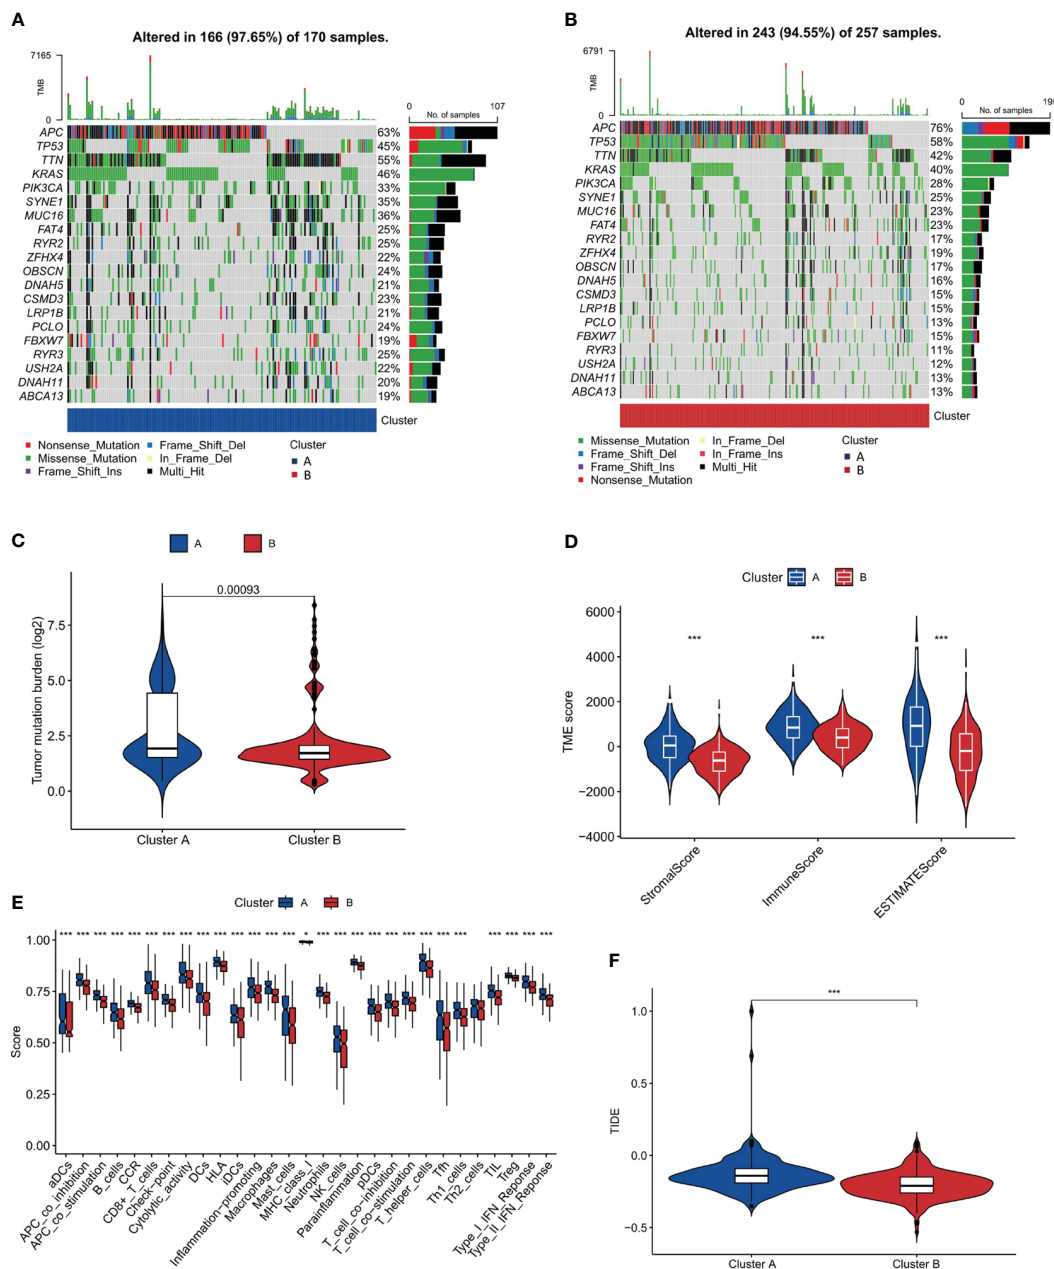 A
Altered in 166 (97.65%) of 170 samples.
7165
TMB
0
0 107
No. of samples
APC 63%
TP53 45%
TTN 55%
KRAS 46%
PIK3CA 33%
SYNE1 35%
MUC16 36%
FAT4 25%
RYR2 25%
ZFHX4 22%
OBSCN 24%
DNAH5 21%
CSMD3 23%
LRP1B 21%
PCLO 24%
FBXW7 19%
RYR3 25%
USH2A 22%
DNAH11 20%
ABCA13 19%
Cluster
Nonsense_Mutation Frame_Shift_Del Cluster
Missense_Mutation In_Frame_Del A
Frame_Shift_Ins Multi_Hit B
B
Altered in 243 (94.55%) of 257 samples.
6791
TMB
0
0 195
No. of samples
APC 76%
TP53 58%
TTN 42%
KRAS 40%
PIK3CA 28%
SYNE1 25%
MUC16 23%
FAT4 23%
RYR2 17%
ZFHX4 19%
OBSCN 17%
DNAH5 16%
CSMD3 15%
LRP1B 15%
PCLO 13%
FBXW7 15%
RYR3 11%
USH2A 12%
DNAH11 13%
ABCA13 13%
Cluster
Missense_Mutation In_Frame_Del Cluster
Frame_Shift_Del In_Frame_Ins A
Frame_Shift_Ins Multi_Hit B
Nonsense_Mutation
C
A B
0.00093
Tumor mutation burden (log2)
7.5
5.0
2.5
0.0
Cluster A Cluster B
D
Cluster A B
TME score
6000
4000
2000
0
−2000
−4000
*** *** ***
StromalScore
ImmuneScore
ESTIMATEScore
E
Cluster A B
*** *** *** *** *** *** *** *** *** *** *** *** *** *** * *** *** *** *** *** *** *** *** *** *** *** *** ***
Score
1.00
0.75
0.50
0.25
0.00
aDCs
APC_co_inhibition
APC_co_stimulation
B_cells
CCR
CD8+_T_cells
Check−point
Cytolytic_activity
DCs
HLA
iDCs
Inflammation−promoting
Macrophages
Mast_cells
MHC_class_I
Neutrophils
NK_cells
Parainflammation
pDCs
T_cell_co−inhibition
T_cell_co−stimulation
T_helper_cells
Tfh
Th1_cells
Th2_cells
TIL
Treg
Type_I_IFN_Reponse
Type_II_IFN_Reponse
F
***
TIDE
1.0
0.5
0.0
−0.5
Cluster A Cluster B